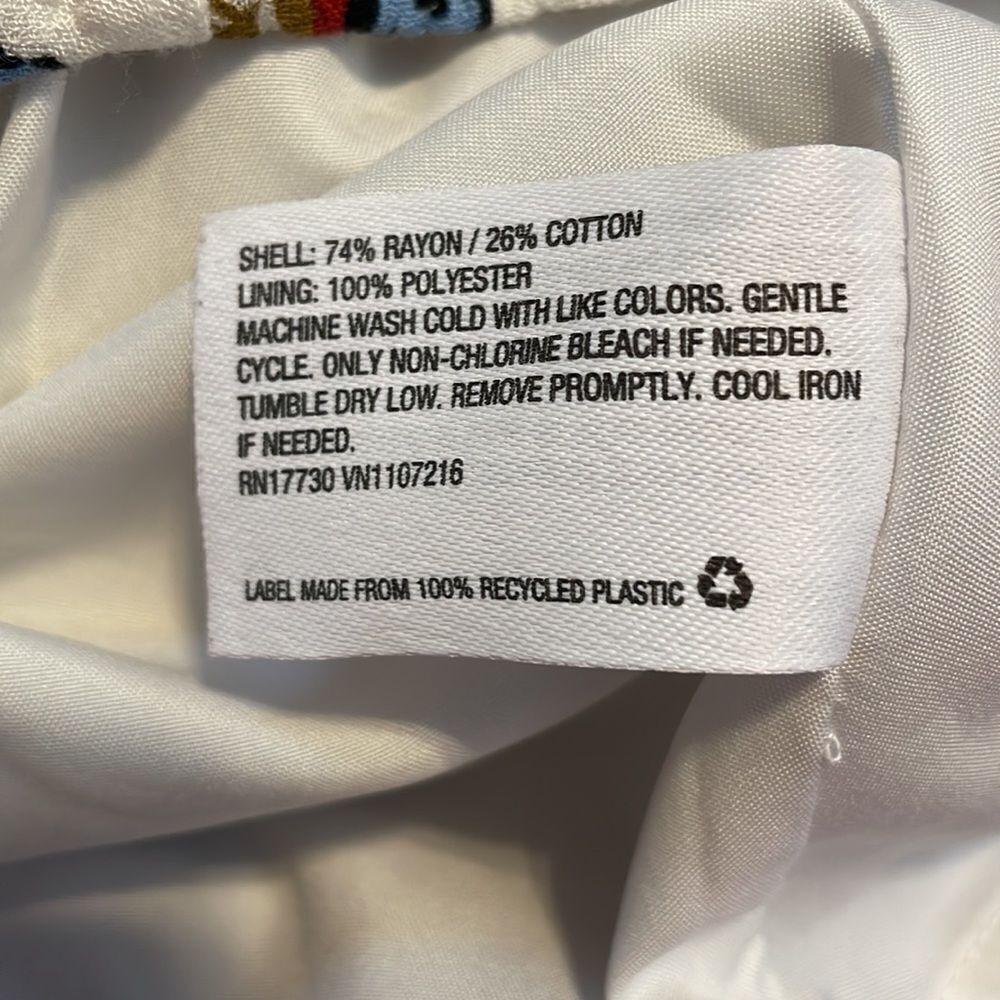 SHELL: 74% RAYON / 26% COTTON
LINING: 100% POLYESTER
MACHINE WASH COLD WITH LIKE COLORS. GENTLE
CYCLE. ONLY NON-CHLORINE BLEACH IF NEEDED.
TUMBLE DRY LOW. REMOVE PROMPTLY. COOL IRON
IF NEEDED.
RN17730 VN1107216
LABEL MADE FROM 100% RECYCLED PLASTIC